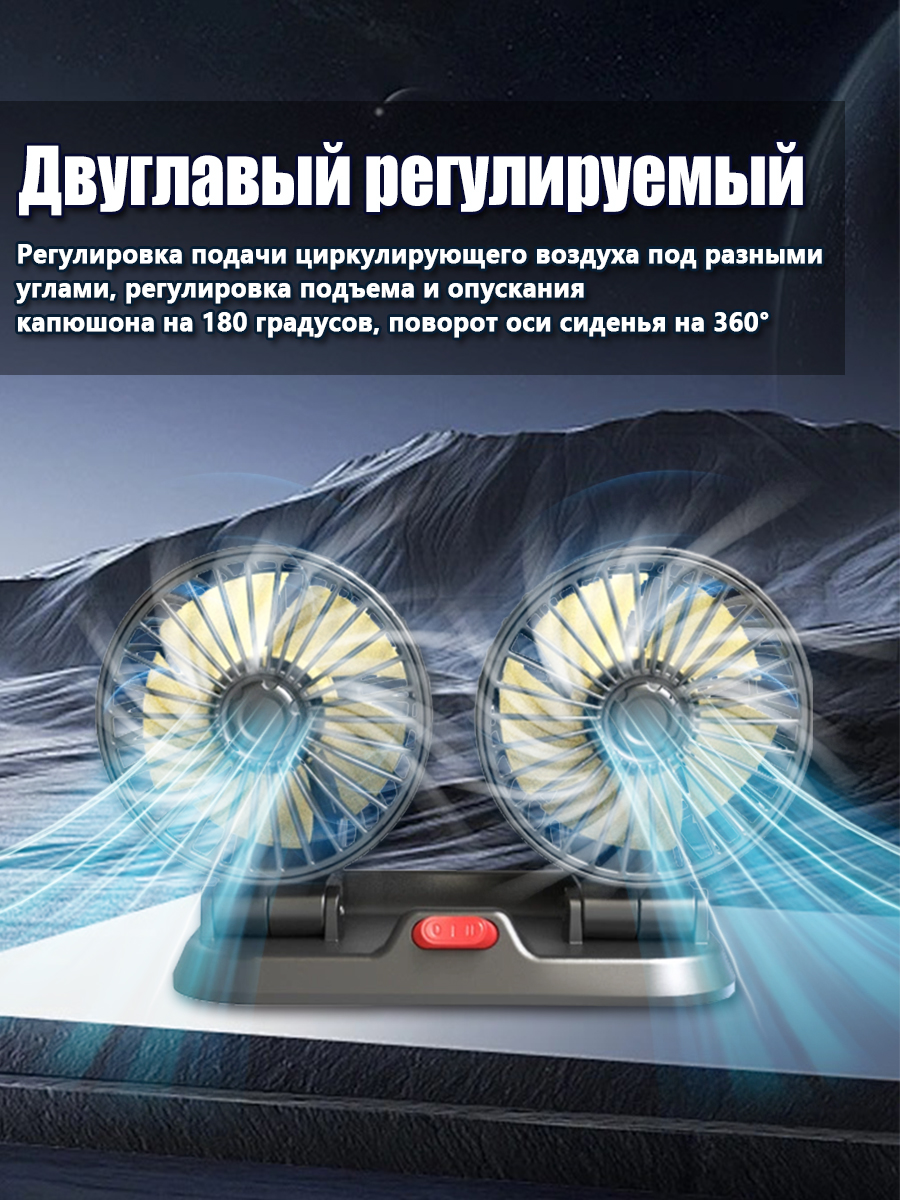 Двуглавый регулируемый
Регулировка подачи циркулирующего воздуха под разными
углами, регулировка подъема и опускания
капюшона на 180 градусов, поворот оси сиденья на 360°
O I II